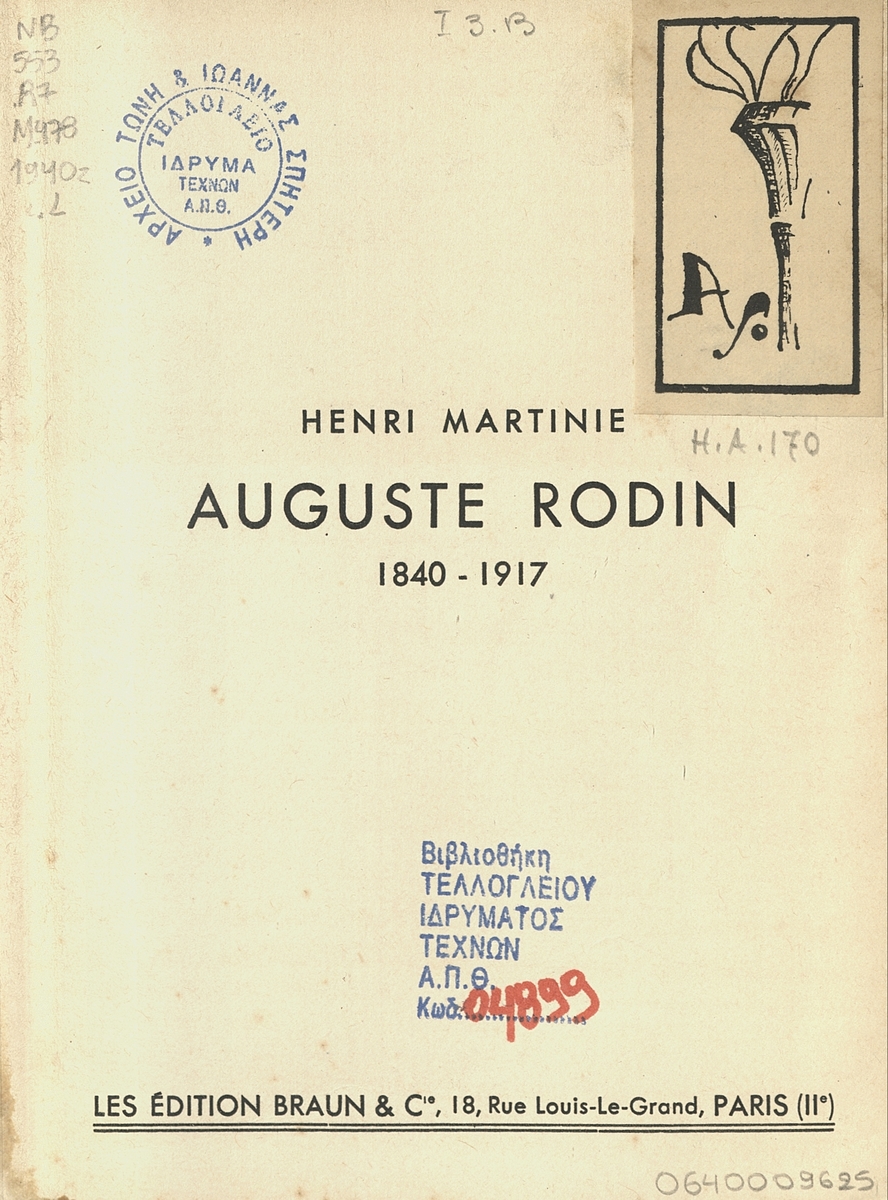 NB
553
.R7
M478
1940z
c.2
I 3.B
ΑΡΧΕΙΟ ΤΩΝΗ & ΙΩΑΝΝΑΣ ΣΠΗΤΕΡΗ *
ΤΕΛΛΟΓΛΕΙΟ
ΙΔΡΥΜΑ
ΤΕΧΝΩΝ
Α.Π.Θ.
HENRI MARTINIE
H.A.170
AUGUSTE RODIN
1840 - 1917
Βιβλιοθήκη
ΤΕΛΛΟΓΛΕΙΟΥ
ΙΔΡΥΜΑΤΟΣ
ΤΕΧΝΩΝ
Α.Π.Θ.
Κωδ. 04899
LES ÉDITION BRAUN & Cie, 18, Rue Louis-Le-Grand, PARIS (IIe)
0640009625